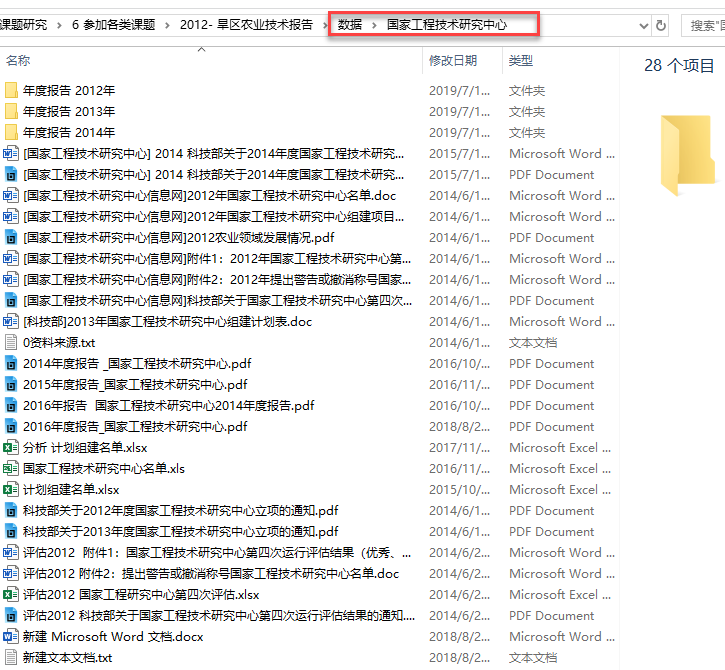 课题研究 › 6 参加各类课题 › 2012- 旱区农业技术报告 › 数据 › 国家工程技术研究中心 搜索"国
名称 修改日期 类型 28 个项目
年度报告 2012年 2019/7/1... 文件夹
年度报告 2013年 2019/7/1... 文件夹
年度报告 2014年 2019/7/1... 文件夹
[国家工程技术研究中心] 2014 科技部关于2014年度国家工程技术研究... 2015/7/1... Microsoft Word ...
[国家工程技术研究中心] 2014 科技部关于2014年度国家工程技术研究... 2015/7/1... PDF Document
[国家工程技术研究中心信息网]2012年国家工程技术研究中心名单.doc 2014/6/1... Microsoft Word ...
[国家工程技术研究中心信息网]2012年国家工程技术研究中心组建项目... 2014/6/1... Microsoft Word ...
[国家工程技术研究中心信息网]2012农业领域发展情况.pdf 2014/6/1... PDF Document
[国家工程技术研究中心信息网]附件1：2012年国家工程技术研究中心第... 2014/6/1... Microsoft Word ...
[国家工程技术研究中心信息网]附件2：2012年提出警告或撤消称号国家... 2014/6/1... Microsoft Word ...
[国家工程技术研究中心信息网]科技部关于国家工程技术研究中心第四次... 2014/6/1... PDF Document
[科技部]2013年国家工程技术研究中心组建计划表.doc 2014/6/1... Microsoft Word ...
0资料来源.txt 2014/6/1... 文本文档
2014年度报告 _国家工程技术研究中心.pdf 2016/10/... PDF Document
2015年度报告_国家工程技术研究中心.pdf 2016/11/... PDF Document
2016年报告 国家工程技术研究中心2014年度报告.pdf 2016/10/... PDF Document
2016年度报告_国家工程技术研究中心.pdf 2018/8/2... PDF Document
分析 计划组建名单.xlsx 2017/11/... Microsoft Excel ...
国家工程技术研究中心名单.xls 2016/11/... Microsoft Excel ...
计划组建名单.xlsx 2015/10/... Microsoft Excel ...
科技部关于2012年度国家工程技术研究中心立项的通知.pdf 2014/6/1... PDF Document
科技部关于2013年度国家工程技术研究中心立项的通知.pdf 2014/6/1... PDF Document
评估2012 附件1：国家工程技术研究中心第四次运行评估结果（优秀、... 2014/6/2... Microsoft Word ...
评估2012 附件2：提出警告或撤消称号国家工程技术研究中心名单.doc 2014/6/2... Microsoft Word ...
评估2012 国家工程研究中心第四次评估.xlsx 2014/6/2... Microsoft Excel ...
评估2012 科技部关于国家工程技术研究中心第四次运行评估结果的通知.... 2014/6/2... PDF Document
新建 Microsoft Word 文档.docx 2018/8/2... Microsoft Word ...
新建文本文档.txt 2018/8/2... 文本文档